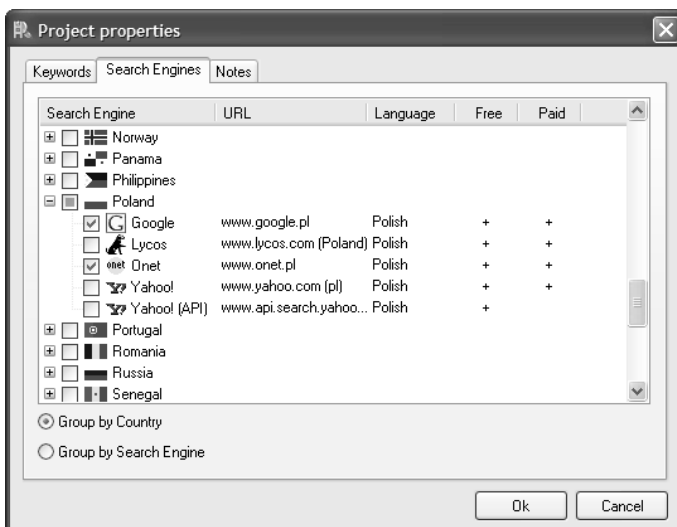 Project properties
Keywords Search Engines Notes
Search Engine URL Language Free Paid
Norway
Panama
Philippines
Poland
Google www.google.pl Polish + +
Lycos www.lycos.com (Poland) Polish + +
onet Onet www.onet.pl Polish + +
Yahoo! www.yahoo.com (pl) Polish + +
Yahoo! (API) www.api.search.yahoo... Polish +
Portugal
Romania
Russia
Senegal
Group by Country
Group by Search Engine
Ok Cancel